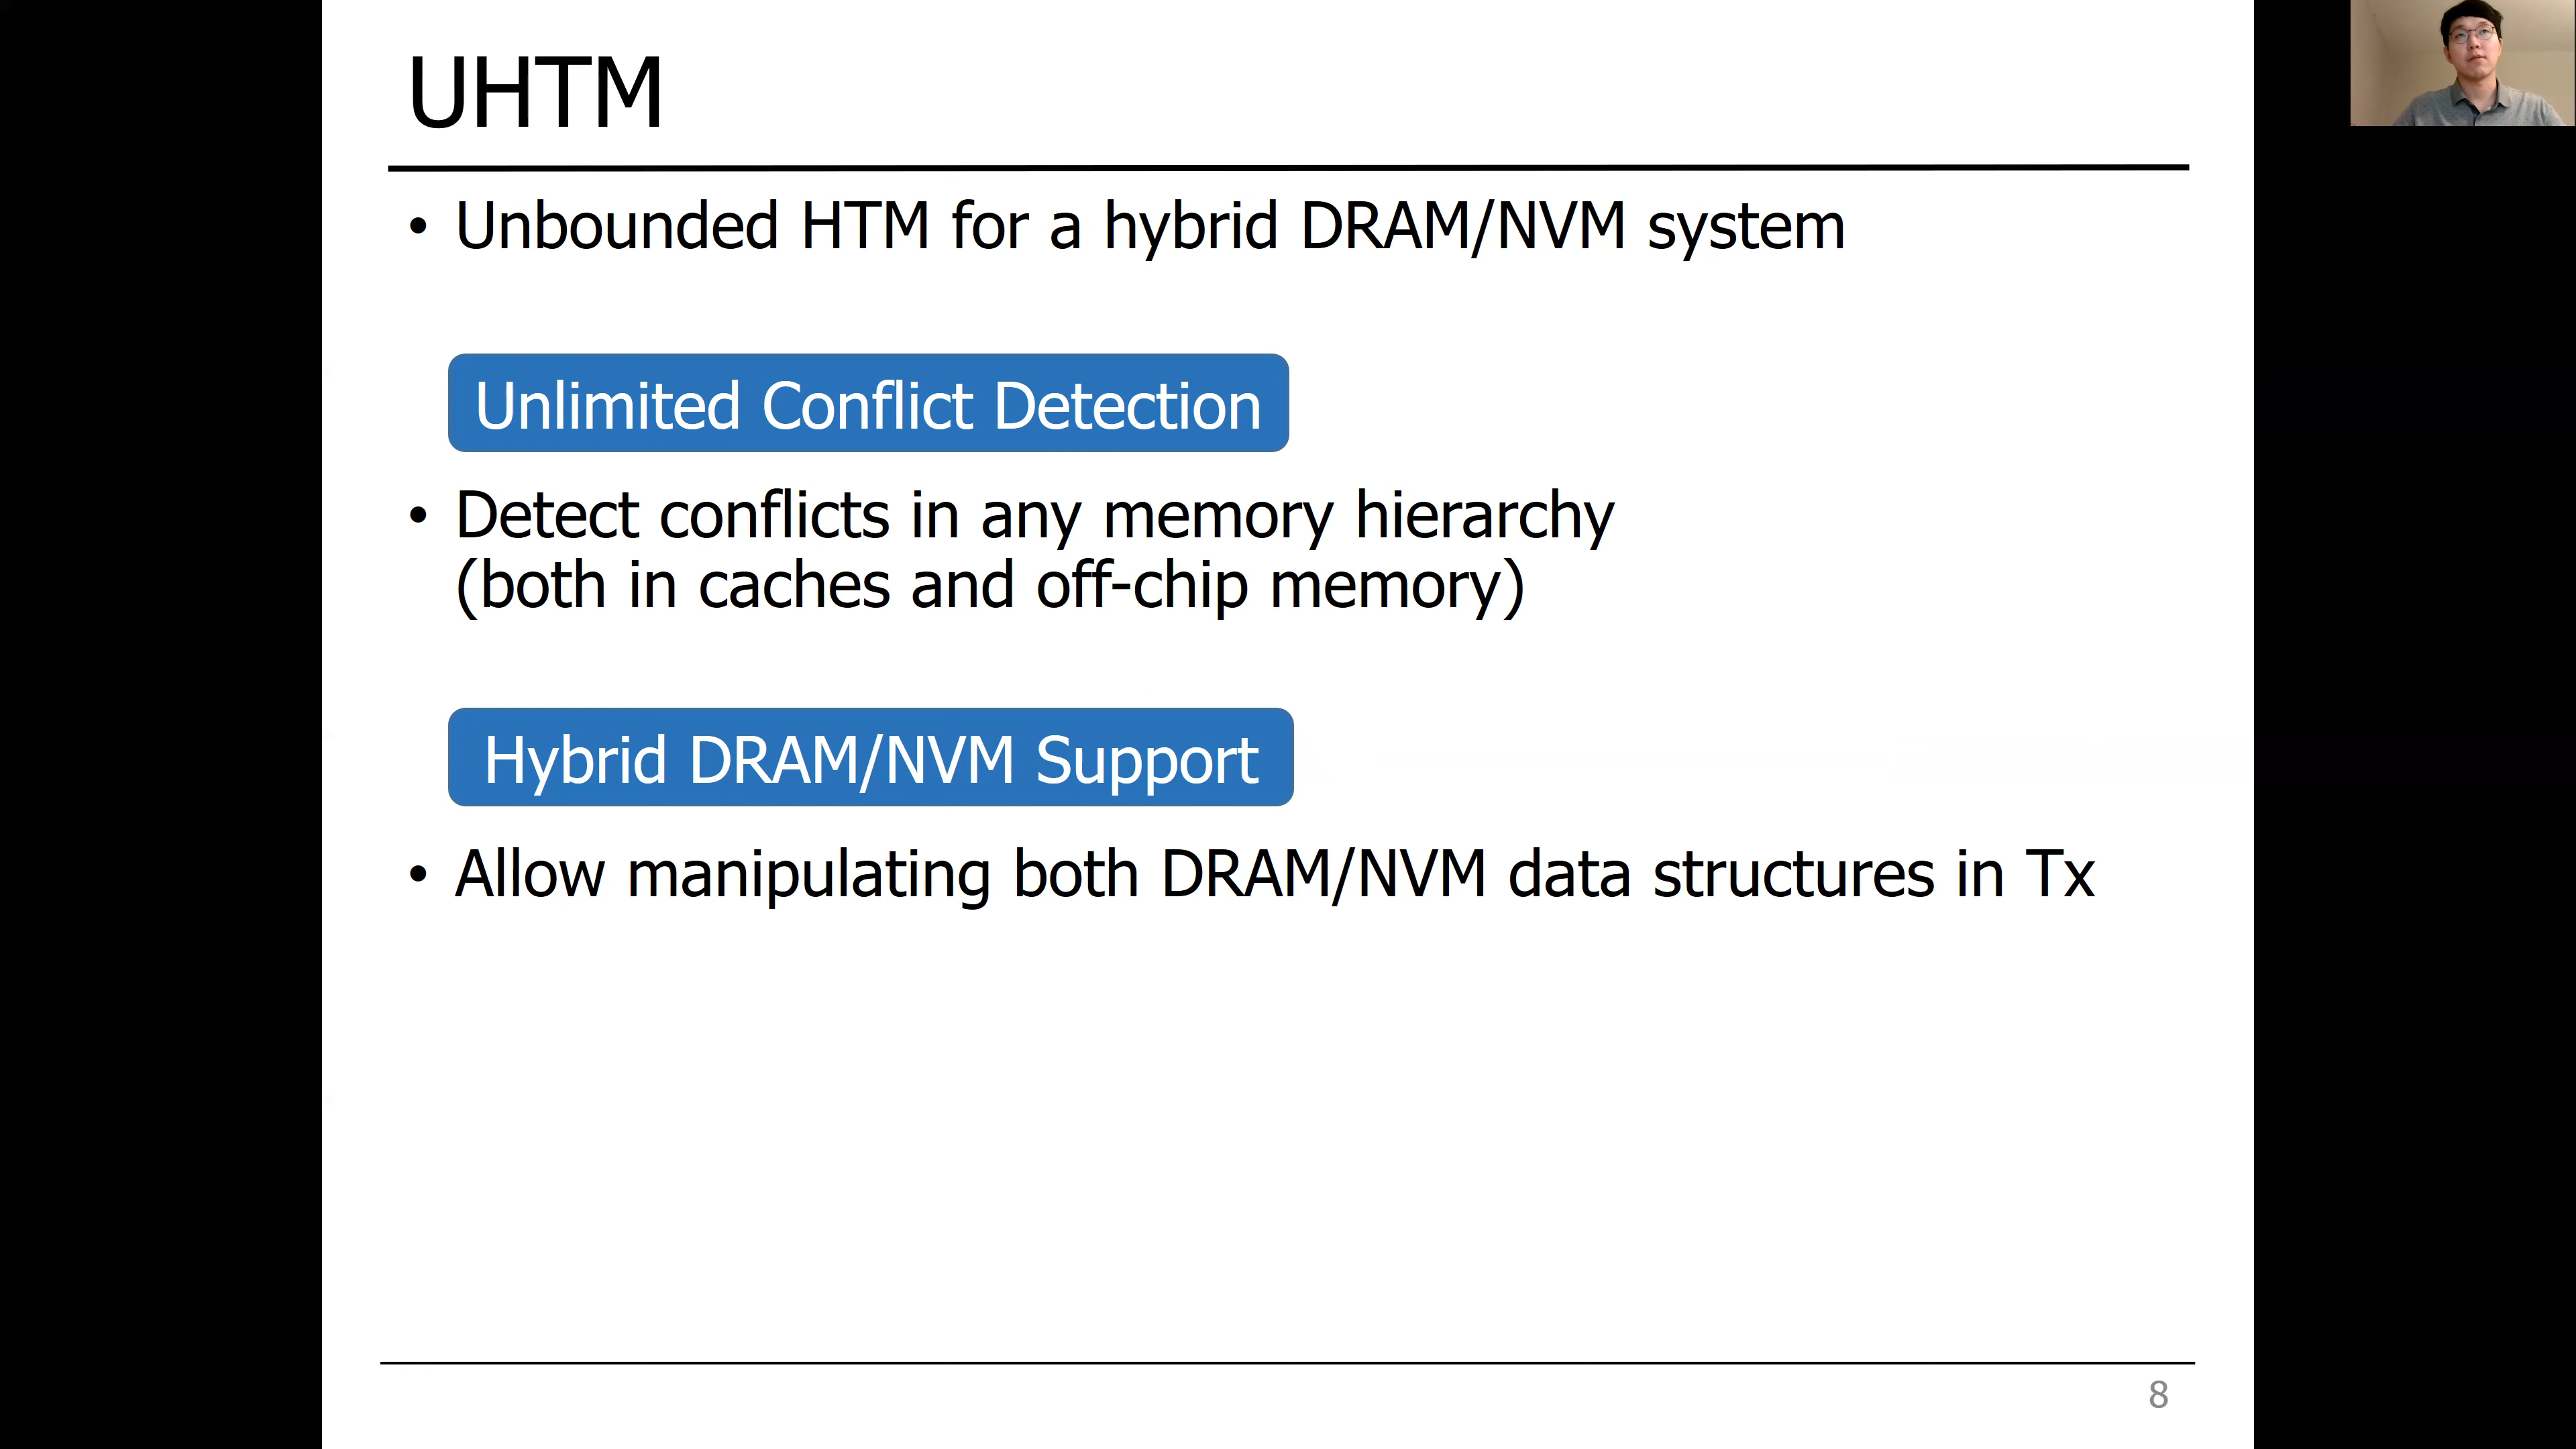 UHTM
• Unbounded HTM for a hybrid DRAM/NVM system
Unlimited Conflict Detection
• Detect conflicts in any memory hierarchy
(both in caches and off-chip memory)
Hybrid DRAM/NVM Support
• Allow manipulating both DRAM/NVM data structures in Tx
8